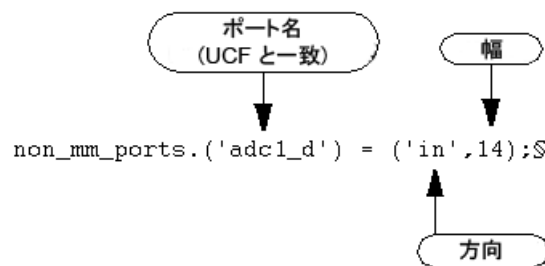 ポート名
(UCF と一致)
幅
non_mm_ports.('adc1_d') = ('in',14);
方向